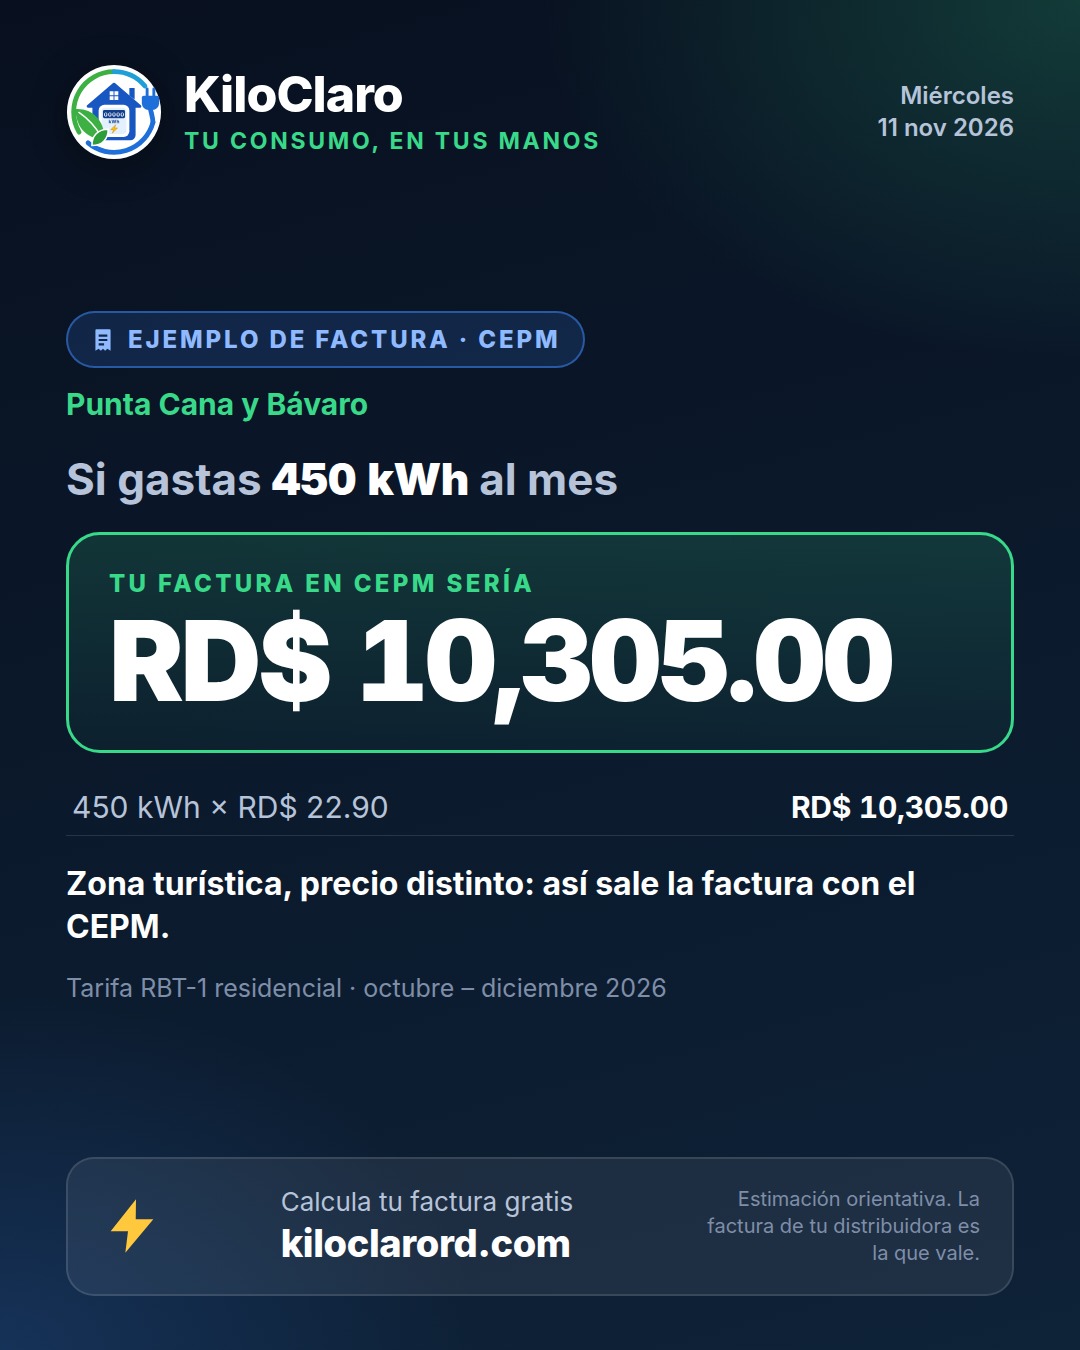 KiloClaro
TU CONSUMO, EN TUS MANOS
Miércoles
11 nov 2026
EJEMPLO DE FACTURA · CEPM
Punta Cana y Bávaro
Si gastas 450 kWh al mes
TU FACTURA EN CEPM SERÍA
RD$ 10,305.00
450 kWh × RD$ 22.90
RD$ 10,305.00
Zona turística, precio distinto: así sale la factura con el
CEPM.
Tarifa RBT-1 residencial · octubre – diciembre 2026
Calcula tu factura gratis
kiloclarord.com
Estimación orientativa. La
factura de tu distribuidora es
la que vale.